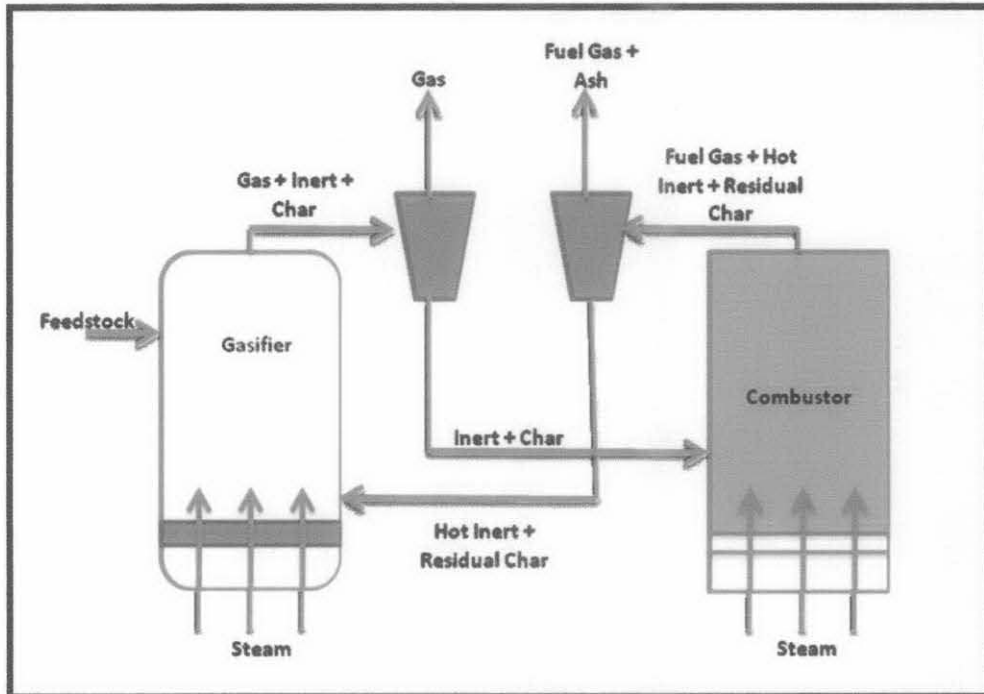 Gas
Fuel Gas +
Ash
Gas + Inert +
Char
Fuel Gas + Hot
Inert + Residual
Char
Feedstock
Gasifier
Combustor
Inert + Char
Hot Inert +
Residual Char
Steam
Steam